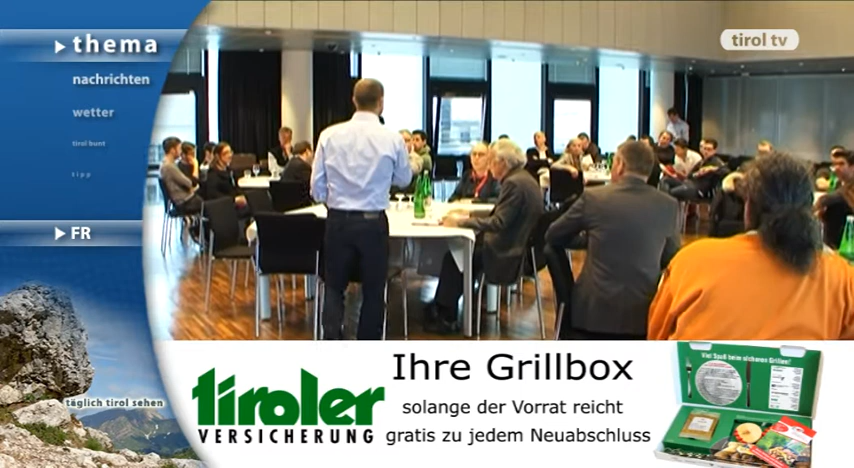 thema
nachrichten
wetter
tirol bunt
tipp
FR
täglich tirol sehen
tirol tv
tiroler
VERSICHERUNG
Ihre Grillbox
solange der Vorrat reicht
gratis zu jedem Neuabschluss
Viel Spaß beim sicheren Grillen!